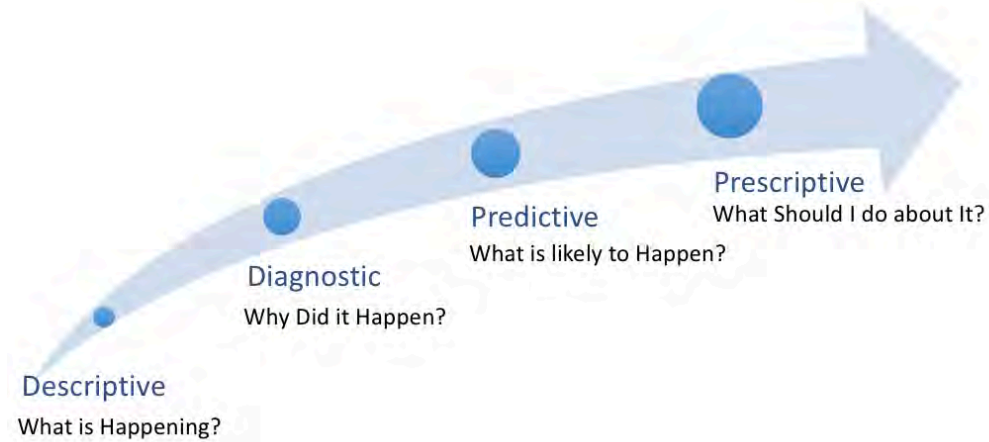 Descriptive
What is Happening?
Diagnostic
Why Did it Happen?
Predictive
What is likely to Happen?
Prescriptive
What Should I do about It?